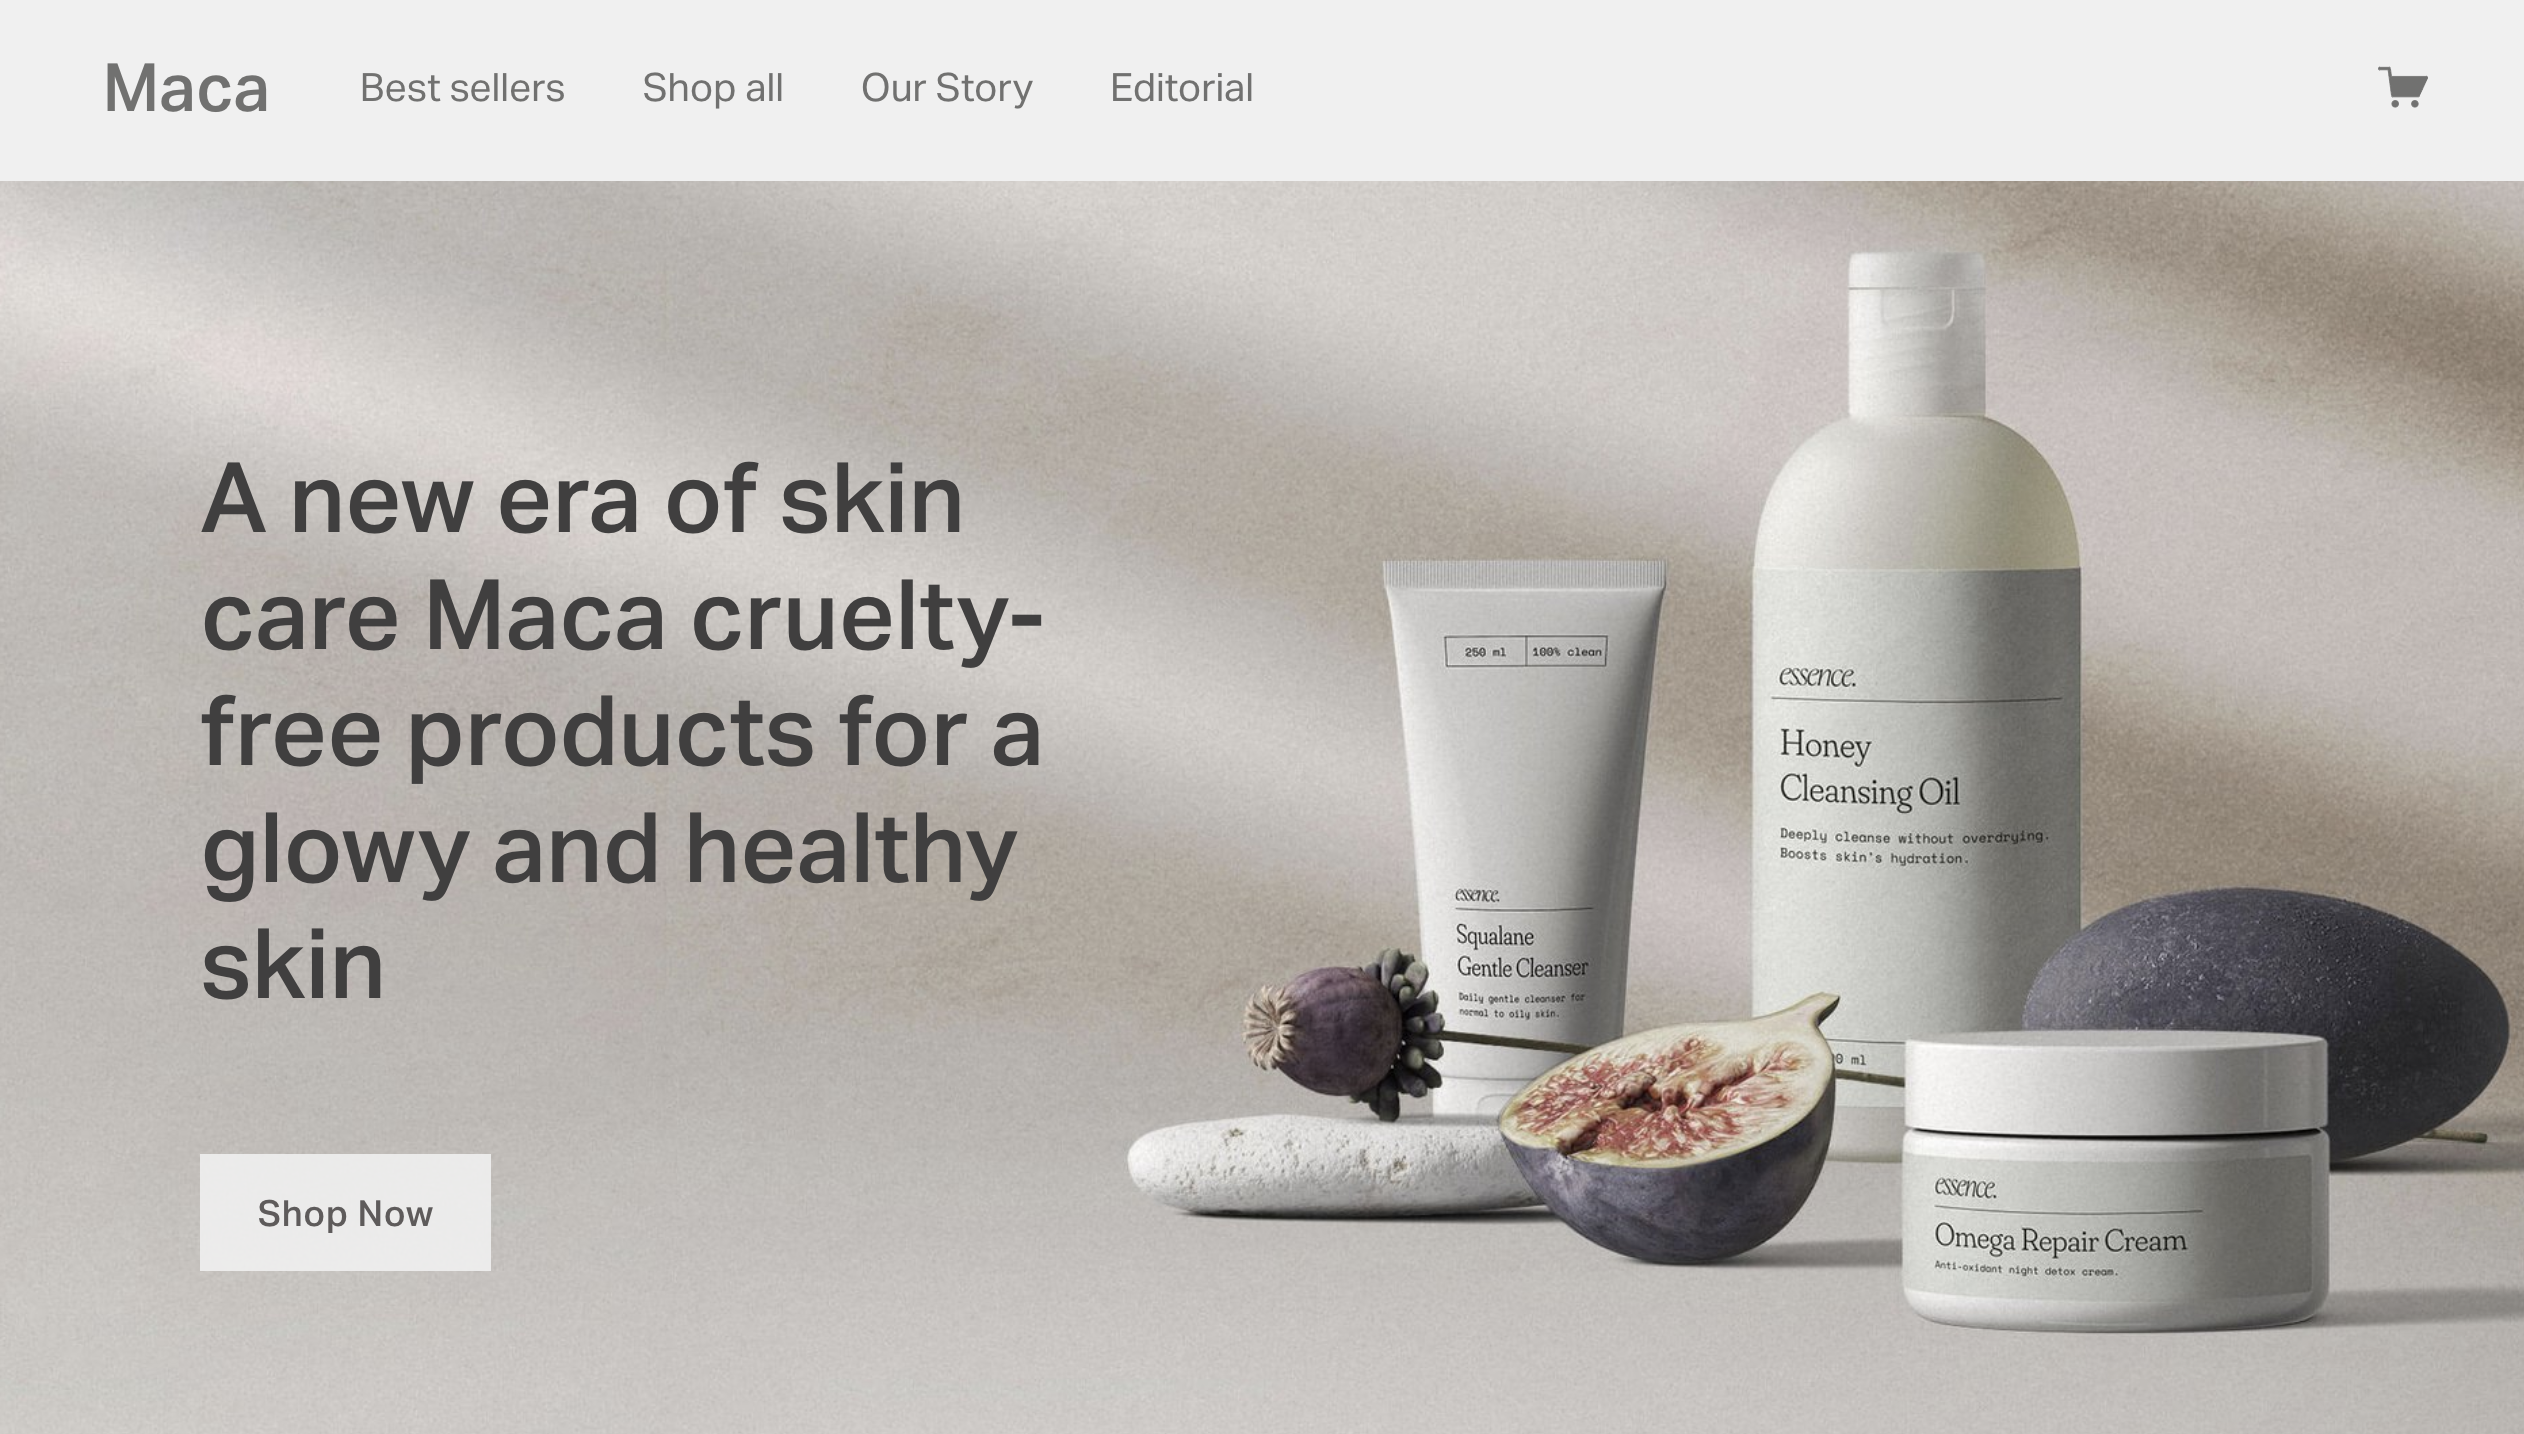 Maca
Best sellers
Shop all
Our Story
Editorial
A new era of skin
care Maca cruelty-
free products for a
glowy and healthy
skin
Shop Now
250 ml
100% clean
essence.
Squalane
Gentle Cleanser
Daily gentle cleanser for
normal to oily skin.
essence.
Honey
Cleansing Oil
Deeply cleanse without overdrying.
Boosts skin's hydration.
ml
essence.
Omega Repair Cream
Anti-oxidant night detox cream.